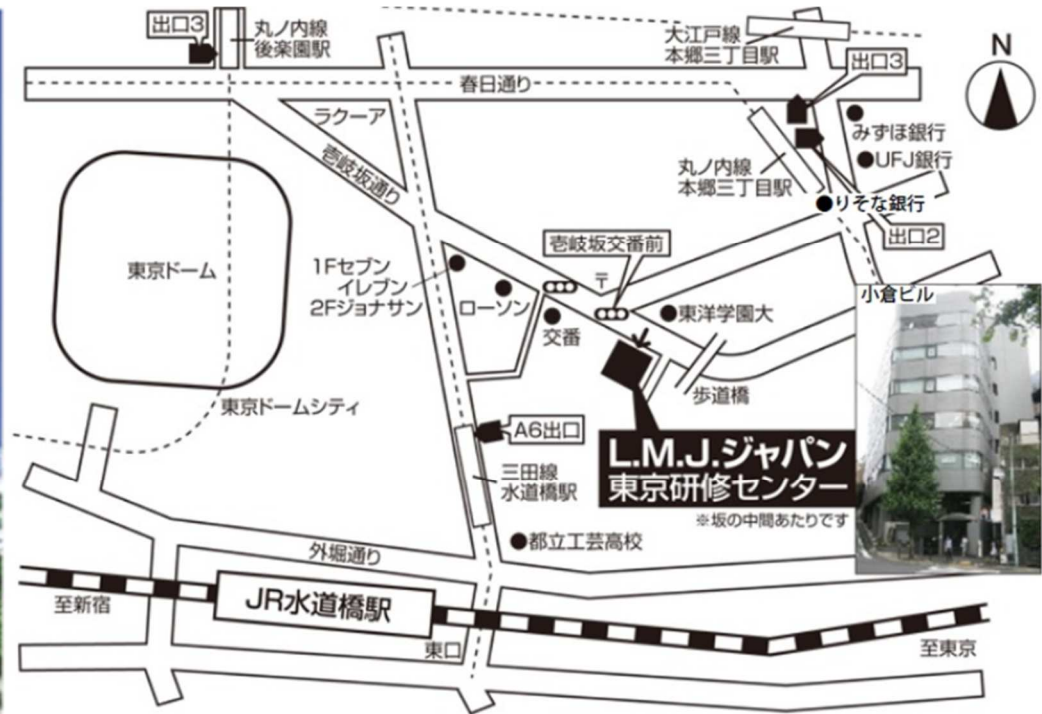 出口3
丸ノ内線
後楽園駅
大江戸線
本郷三丁目駅
出口3
N
春日通り
ラクーア
壱岐坂通り
みずほ銀行
UFJ銀行
丸ノ内線
本郷三丁目駅
りそな銀行
出口2
壱岐坂交番前
〒
東京ドーム
1Fセブン
イレブン
2Fジョナサン
ローソン
交番
東洋学園大
小倉ビル
歩道橋
東京ドームシティ
A6出口
L.M.J.ジャパン
東京研修センター
※坂の中間あたりです
三田線
水道橋駅
都立工芸高校
外堀通り
JR水道橋駅
至新宿
東口
至東京